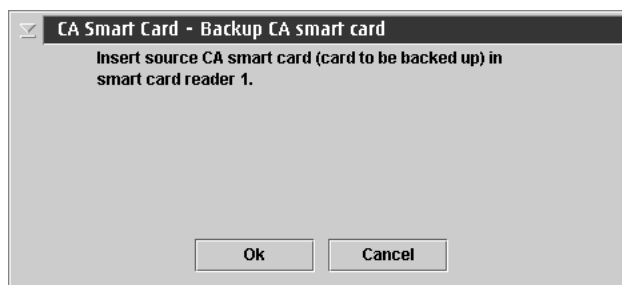 CA Smart Card - Backup CA smart card
Insert source CA smart card (card to be backed up) in
smart card reader 1.
Ok
Cancel